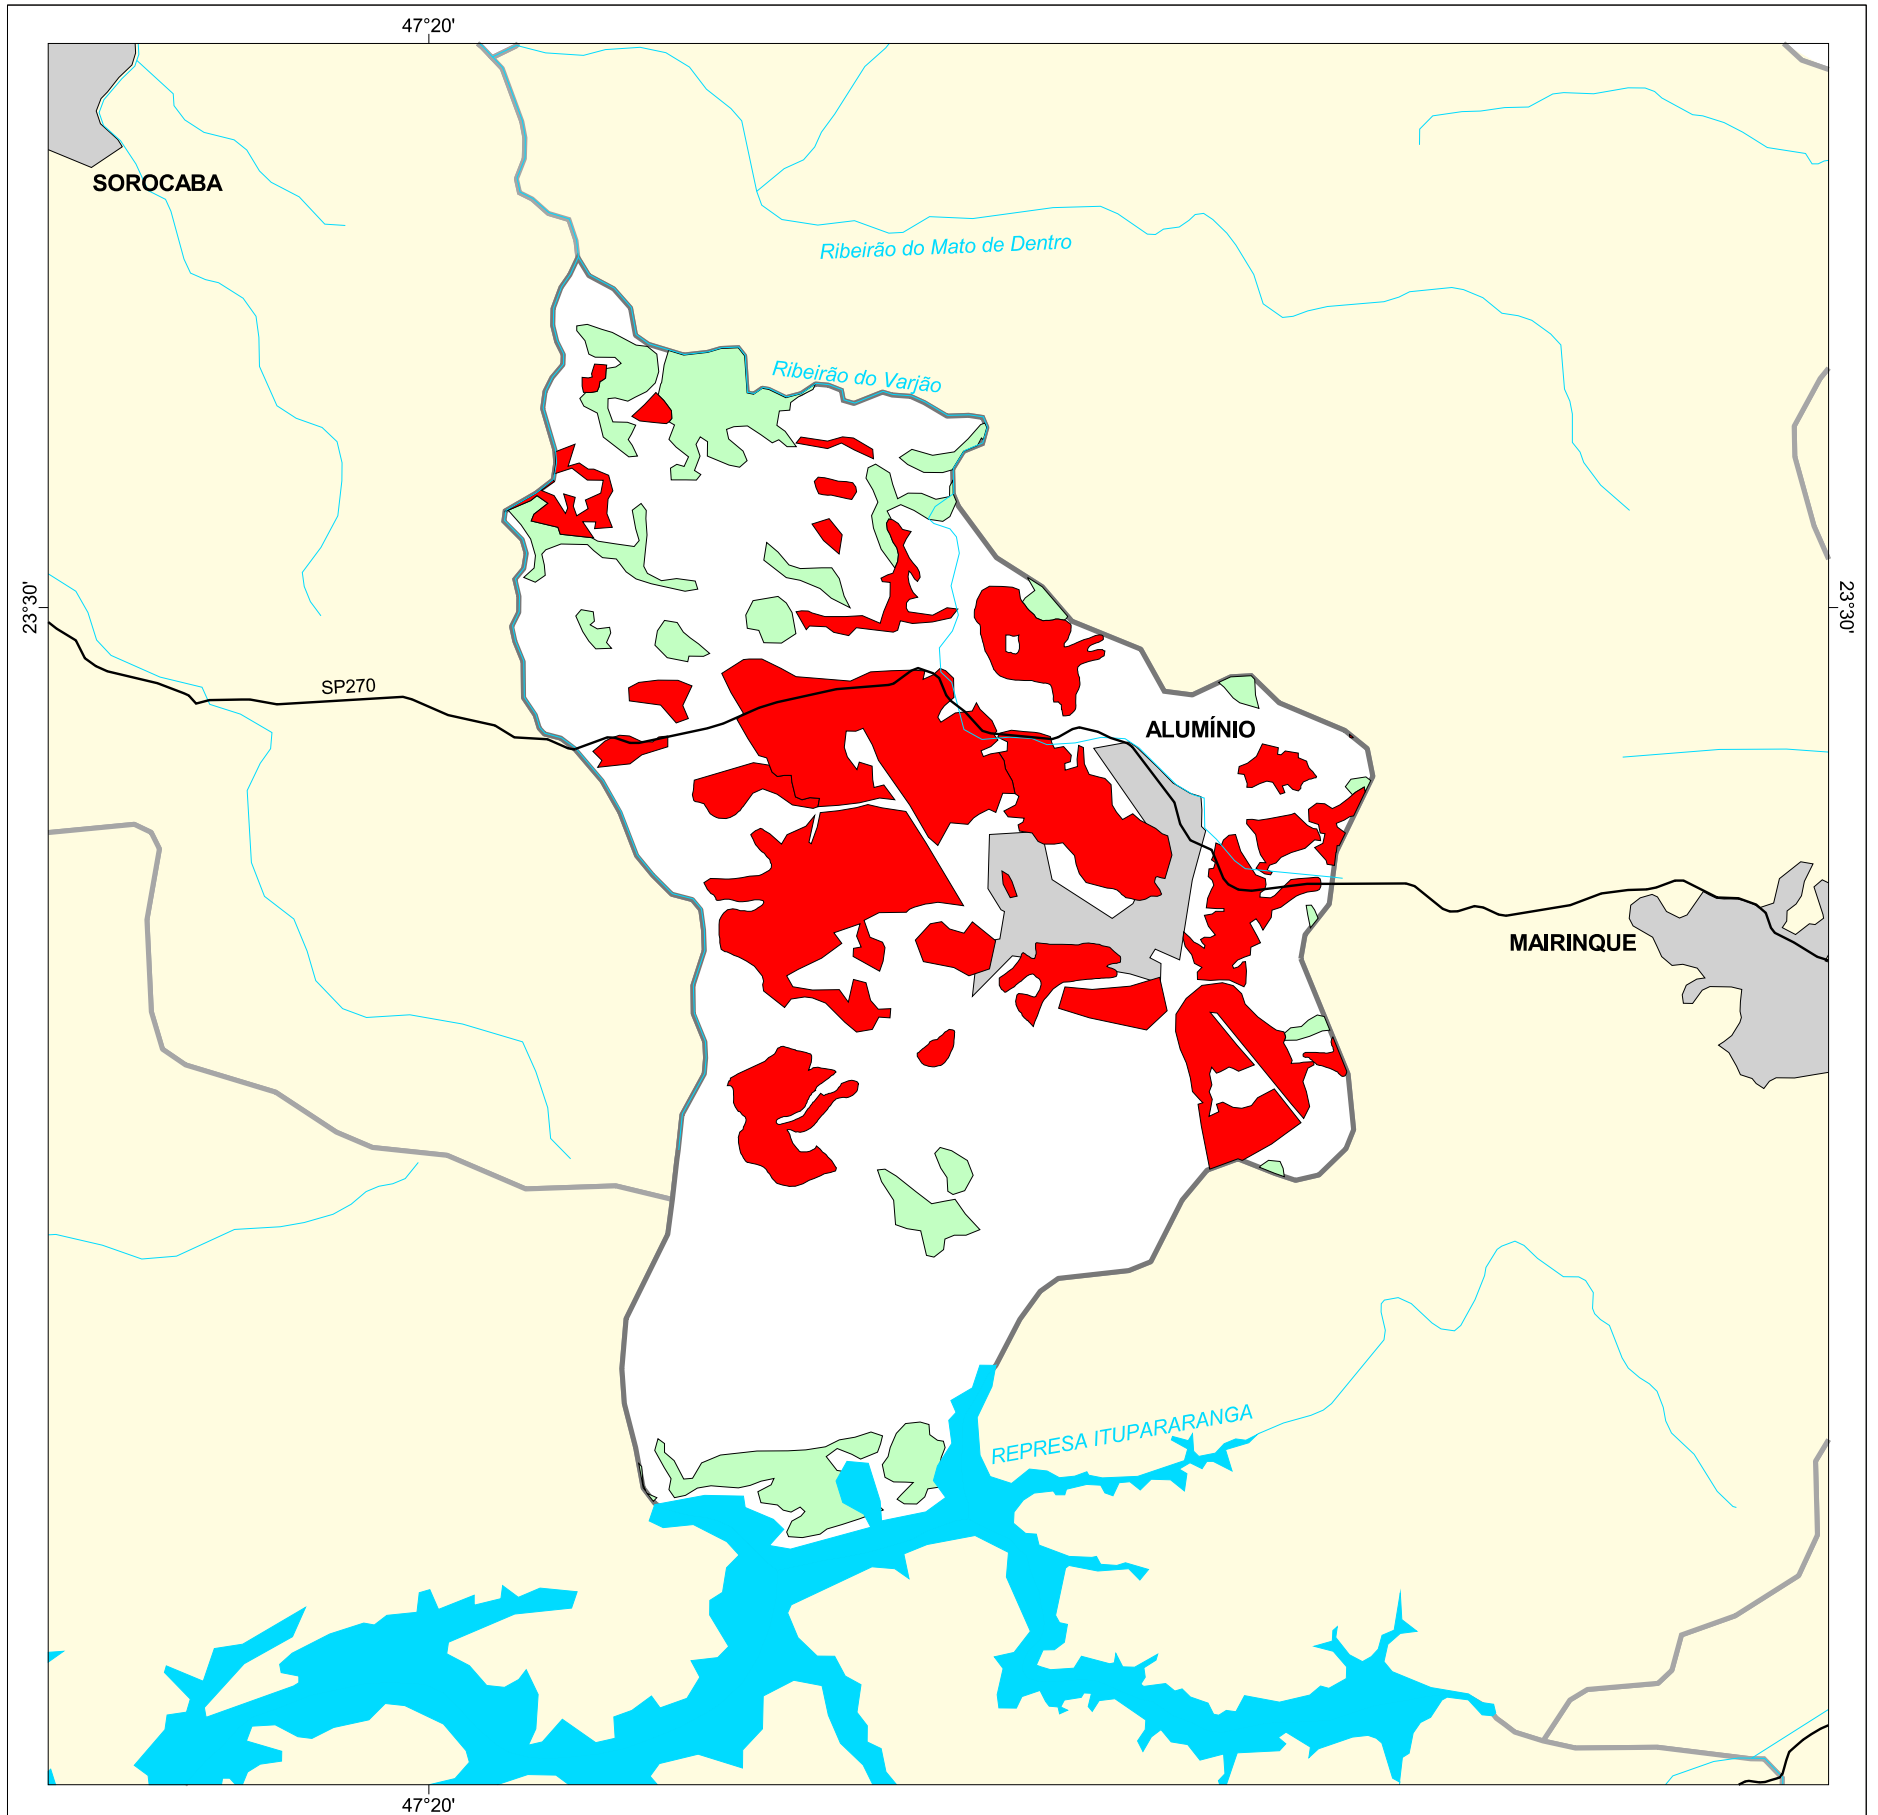 47°20'
SOROCABA
Ribeirão do Mato de Dentro
Ribeirão do Varjão
23°30'
23°30'
SP270
ALUMÍNIO
MAIRINQUE
REPRESA ITUPARARANGA
47°20'